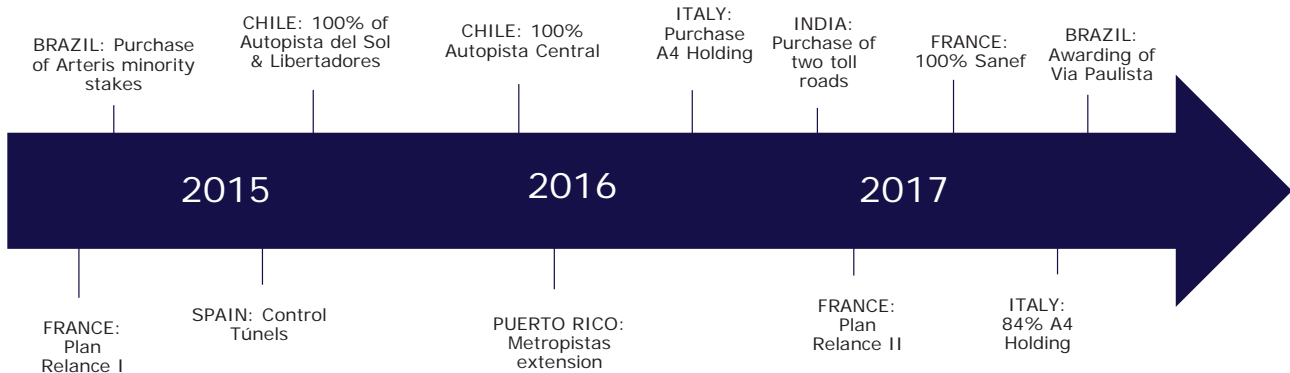 BRAZIL: Purchase
of Arteris minority
stakes
CHILE: 100% of
Autopista del Sol
& Libertadores
CHILE: 100%
Autopista Central
ITALY:
Purchase
A4 Holding
INDIA:
Purchase of
two toll
roads
FRANCE:
100% Sanef
BRAZIL:
Awarding of
Via Paulista
2015
2016
2017
FRANCE:
Plan
Relance I
SPAIN: Control
Túnels
PUERTO RICO:
Metropistas
extension
FRANCE:
Plan
Relance II
ITALY:
84% A4
Holding